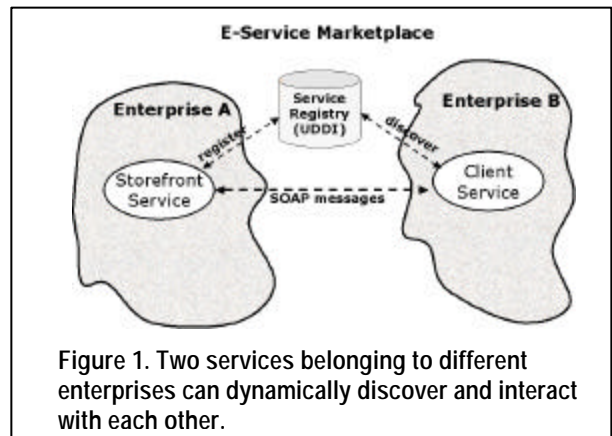 E-Service Marketplace
Enterprise A
Service
Registry
(UDDI)
Enterprise B
register
discover
Storefront
Service
Client
Service
SOAP messages
Figure 1. Two services belonging to different
enterprises can dynamically discover and interact
with each other.